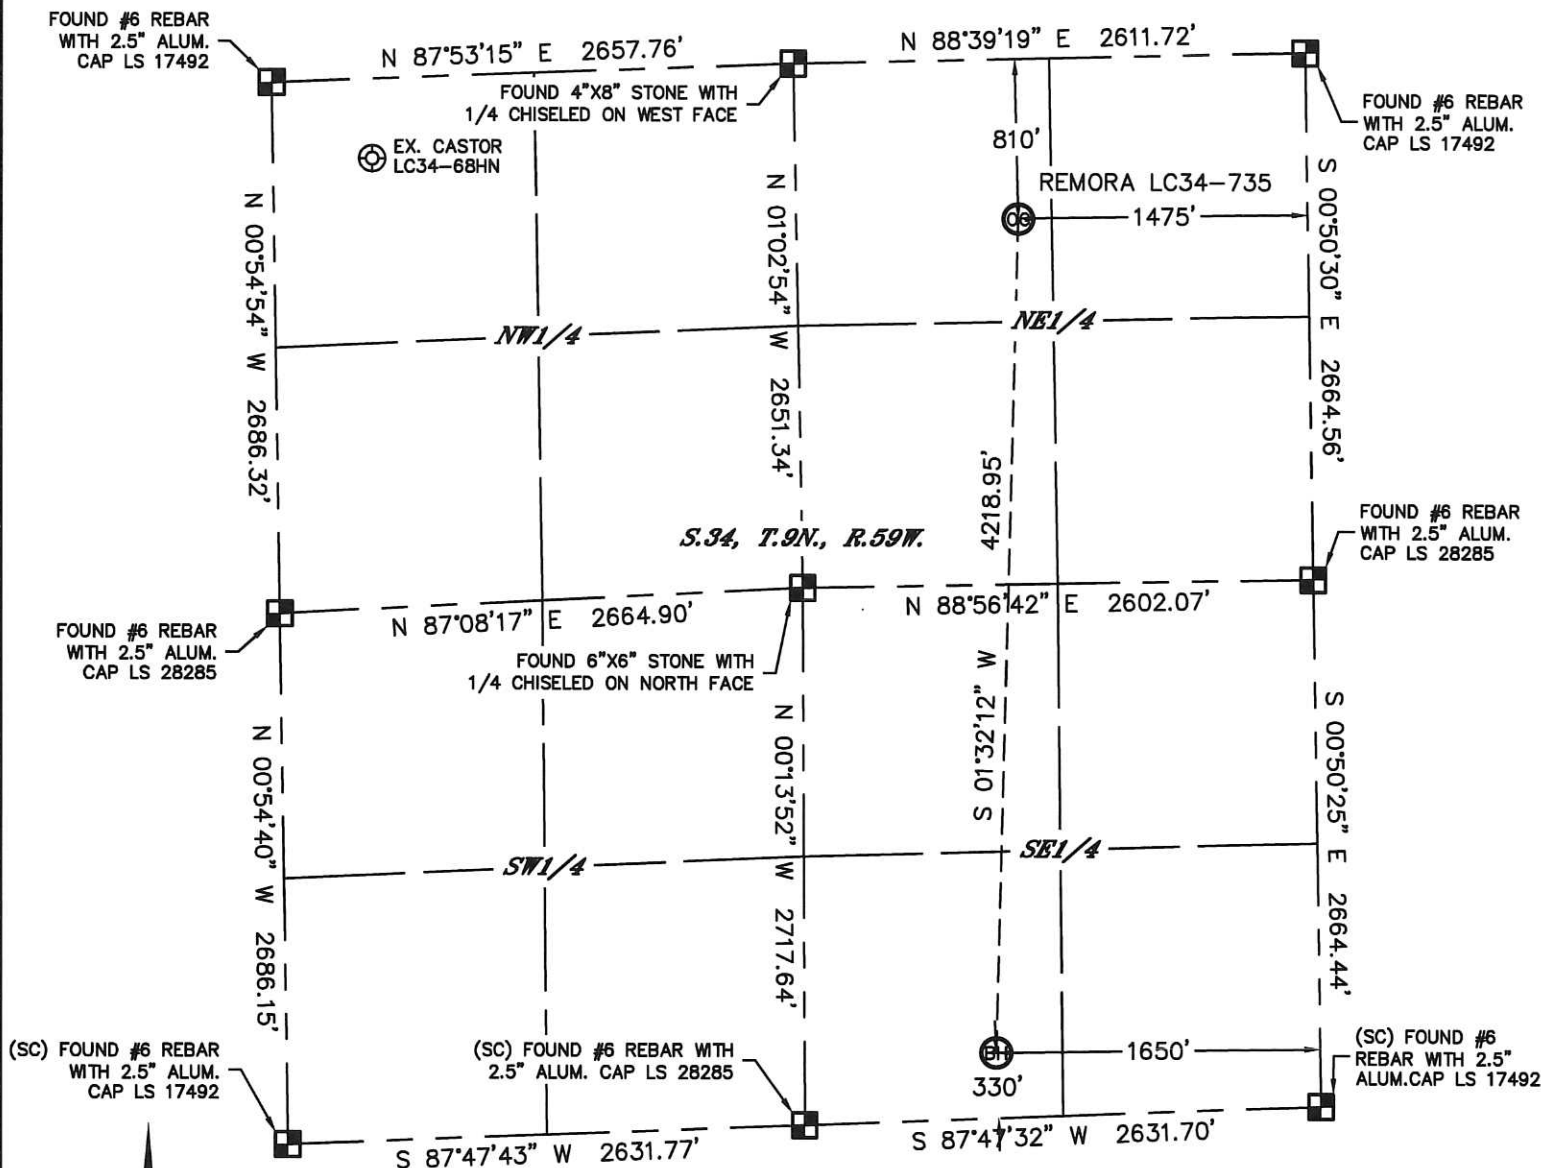 FOUND #6 REBAR
WITH 2.5" ALUM.
CAP LS 17492
N 87°53'15" E 2657.76'
N 88°39'19" E 2611.72'
FOUND 4"X8" STONE WITH
1/4 CHISELED ON WEST FACE
FOUND #6 REBAR
WITH 2.5" ALUM.
CAP LS 17492
EX. CASTOR
LC34-68HN
810'
REMORA LC34-735
OG
1475'
N 00°54'54" W 2686.32'
N 01°02'54" W 2651.34'
S 00°50'30" E 2664.56'
NW1/4
NE1/4
4218.95'
S.34, T.9N., R.59W.
FOUND #6 REBAR
WITH 2.5" ALUM.
CAP LS 28285
N 87°08'17" E 2664.90'
N 88°56'42" E 2602.07'
FOUND #6 REBAR
WITH 2.5" ALUM.
CAP LS 28285
FOUND 6"X6" STONE WITH
1/4 CHISELED ON NORTH FACE
S 01°32'12" W
N 00°54'40" W 2686.15'
N 00°13'52" W 2717.64'
S 00°50'25" E 2664.44'
SW1/4
SE1/4
(SC) FOUND #6 REBAR
WITH 2.5" ALUM.
CAP LS 17492
(SC) FOUND #6 REBAR WITH
2.5" ALUM. CAP LS 28285
BH
1650'
330'
(SC) FOUND #6
REBAR WITH 2.5"
ALUM.CAP LS 17492
S 87°47'43" W 2631.77'
S 87°47'32" W 2631.70'